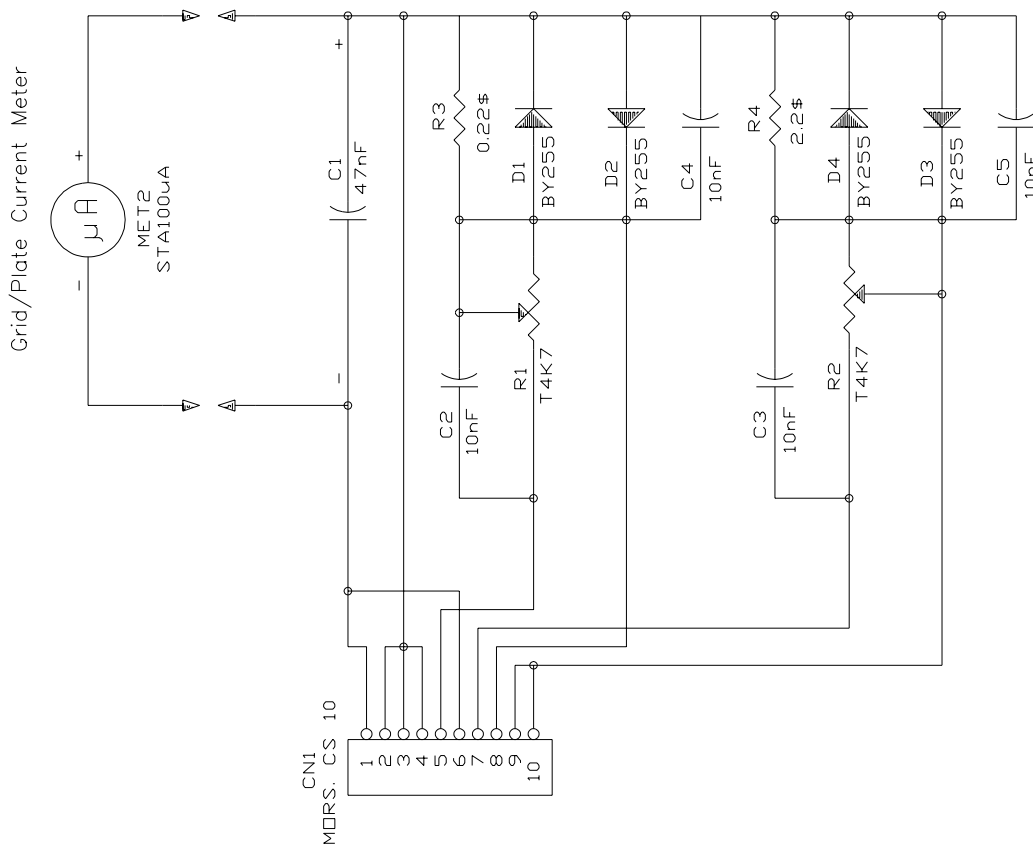 Grid/Plate Current Meter
+
-
µA
MET2
STA100uA
+
-
C1
47nF
R3
0.22$
D1
BY255
D2
BY255
C4
10nF
R4
2.2$
D4
BY255
D3
BY255
C5
10nF
C2
10nF
R1
T4K7
C3
10nF
R2
T4K7
CN1
MORS. CS 10
1
2
3
4
5
6
7
8
9
10